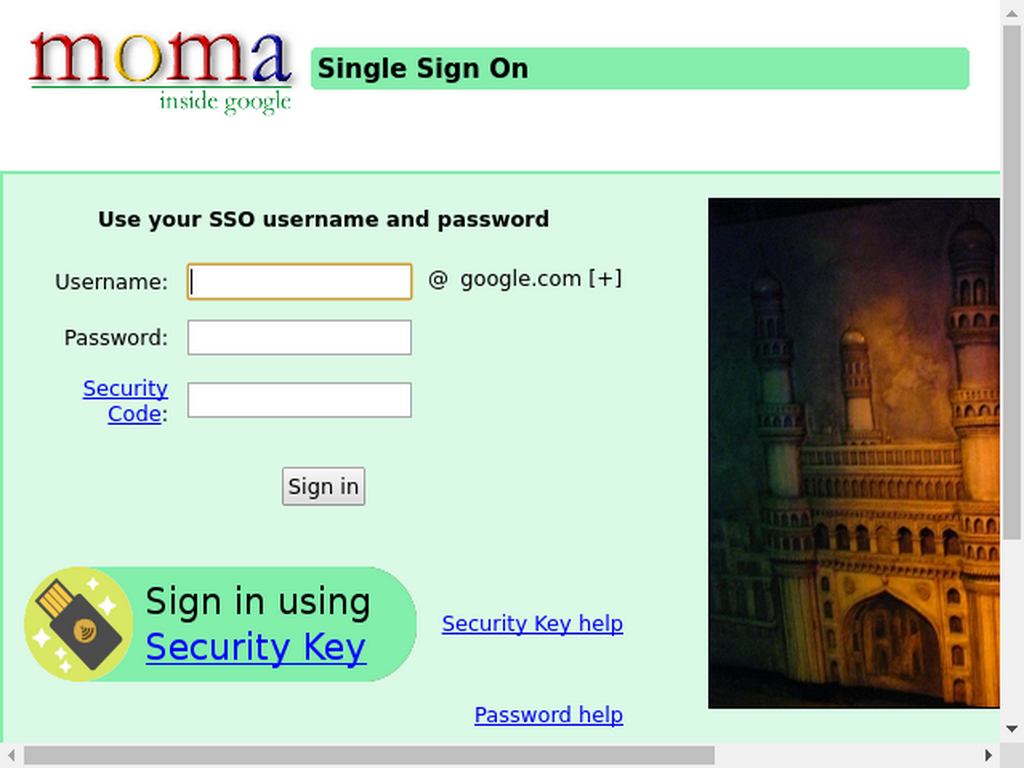 moma
inside google
Single Sign On
Use your SSO username and password
Username:
@ google.com [+]
Password:
Security
Code:
Sign in
Sign in using
Security Key
Security Key help
Password help